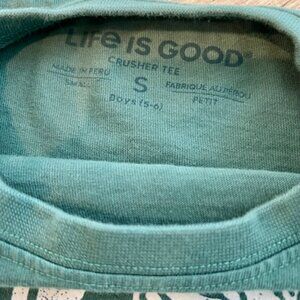 LIFE IS GOOD®
CRUSHER TEE
MADE IN PERU S FABRIQUÉ AU PÉROU
SMALL PETIT
Boys (5-6)